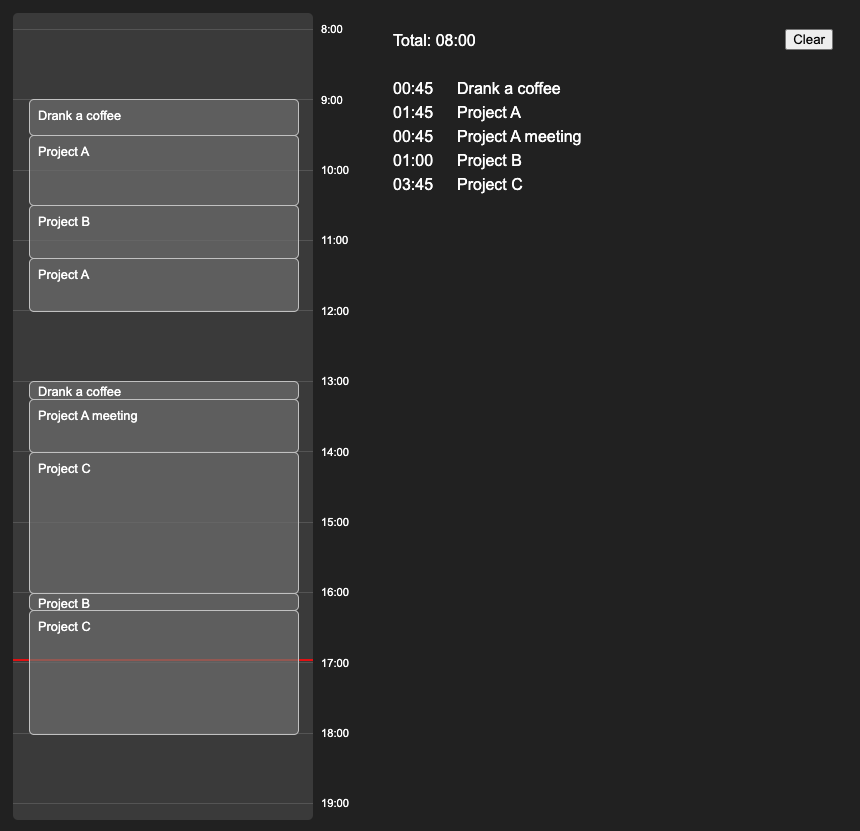 8:00
9:00
Drank a coffee
Project A
10:00
Project B
11:00
Project A
12:00
13:00
Drank a coffee
Project A meeting
14:00
Project C
15:00
16:00
Project B
Project C
17:00
18:00
19:00
Total: 08:00
Clear
00:45 Drank a coffee
01:45 Project A
00:45 Project A meeting
01:00 Project B
03:45 Project C